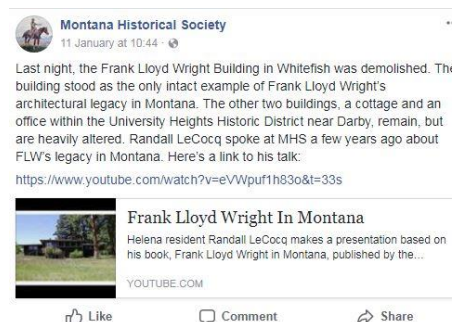 Montana Historical Society
11 January at 10:44 ·
Last night, the Frank Lloyd Wright Building in Whitefish was demolished. The
building stood as the only intact example of Frank Lloyd Wright's
architectural legacy in Montana. The other two buildings, a cottage and an
office within the University Heights Historic District near Darby, remain, but
are heavily altered. Randall LeCocq spoke at MHS a few years ago about
FLW's legacy in Montana. Here's a link to his talk:
https://www.youtube.com/watch?v=eVWpuf1h83o&t=33s
Frank Lloyd Wright In Montana
Helena resident Randall LeCocq makes a presentation based on
his book, Frank Lloyd Wright in Montana, published by the...
YOUTUBE.COM
Like Comment Share